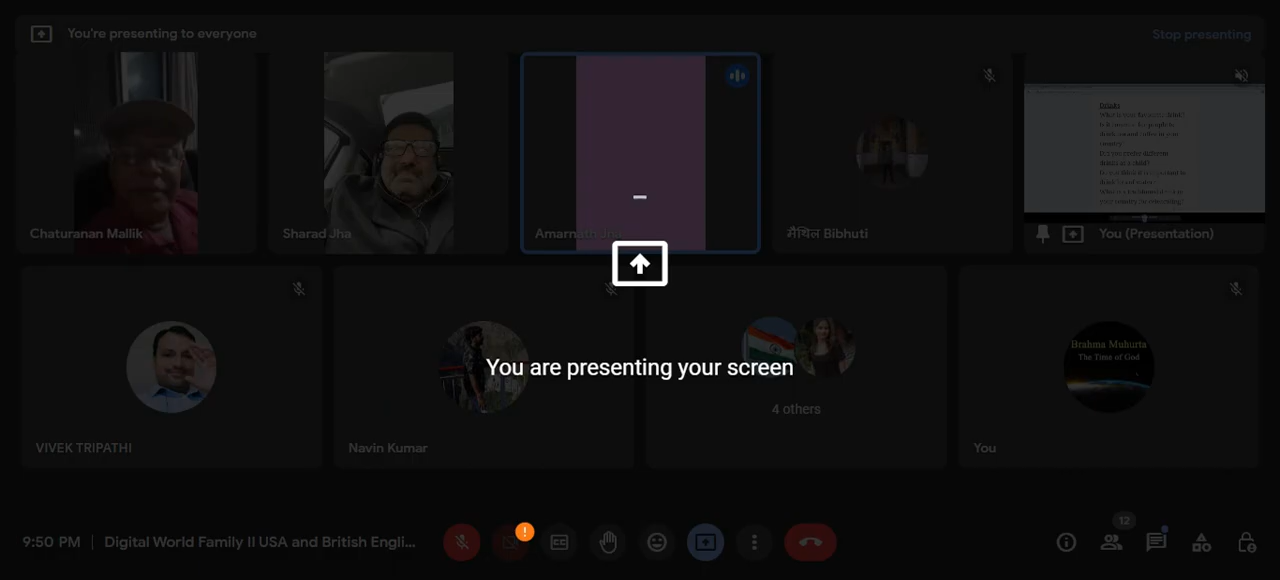 You're presenting to everyone
Stop presenting
Chaturanan Mallik
Sharad Jha
Amarnath Jha
मैथिल Bibhuti
Drinks
You (Presentation)
You are presenting your screen
Brahma Muhurta
The Time of God
4 others
VIVEK TRIPATHI
Navin Kumar
You
9:50 PM
Digital World Family II USA and British Engli...
12